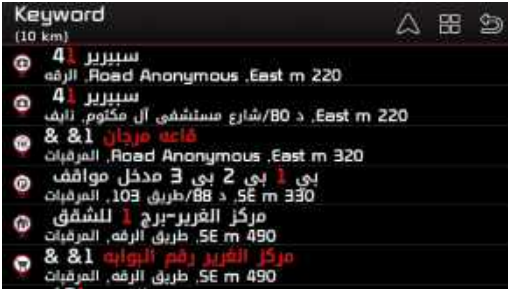 Keyword
(10 km)
سبيرير 41
الرقه, Road Anonymous, East m 220
سبيرير 41
East m 220, د 80/شارع مستشفى آل مكتوم, نايف
قاعه مرجان 1& &
المرقبات, Road Anonymous, East m 320
بي 1 بي 2 بي 3 مدخل مواقف
SE m 330, د 88/طريق 103, المرقبات
مركز الغرير-برج 1 للشقق
SE m 490, طريق الرقه, المرقبات
مركز الغرير رقم البوابه 1& &
SE m 490, طريق الرقه, المرقبات